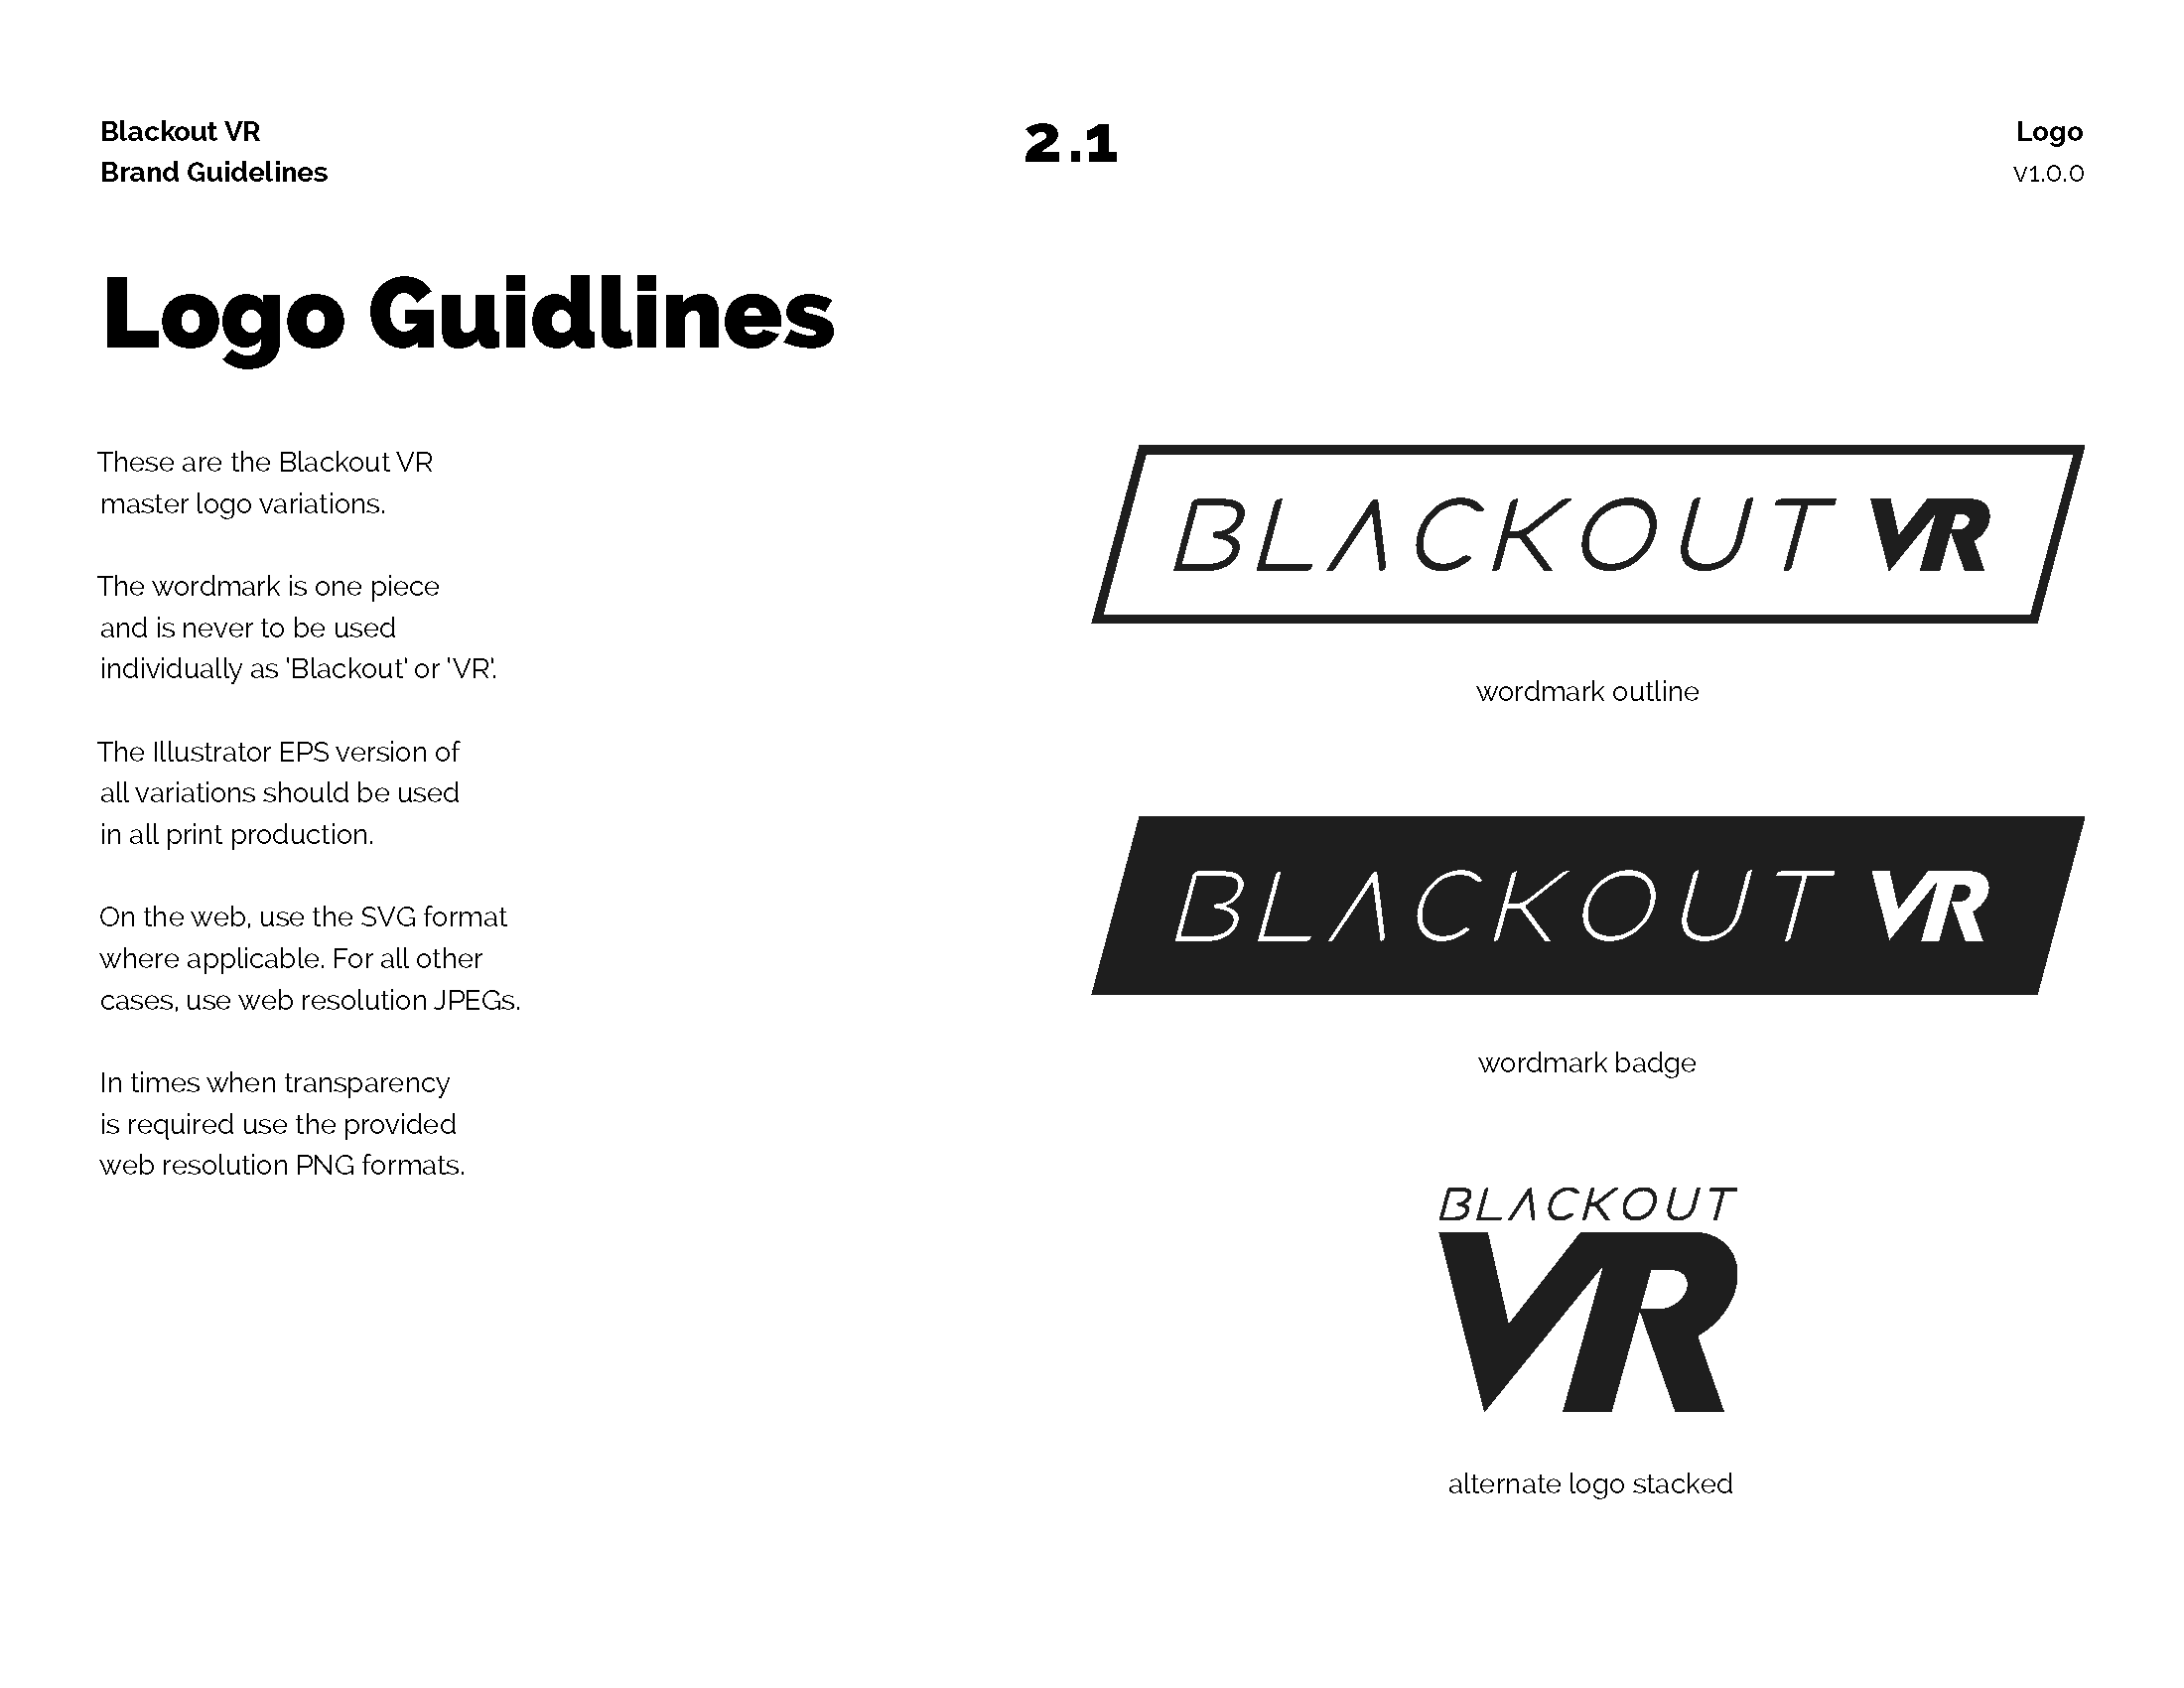 Blackout VR
Brand Guidelines
2.1
Logo
v1.0.0
Logo Guidlines
These are the Blackout VR
master logo variations.
The wordmark is one piece
and is never to be used
individually as 'Blackout' or 'VR'.
The Illustrator EPS version of
all variations should be used
in all print production.
On the web, use the SVG format
where applicable. For all other
cases, use web resolution JPEGs.
In times when transparency
is required use the provided
web resolution PNG formats.
BLACKOUT VR
wordmark outline
BLACKOUT VR
wordmark badge
BLACKOUT
VR
alternate logo stacked